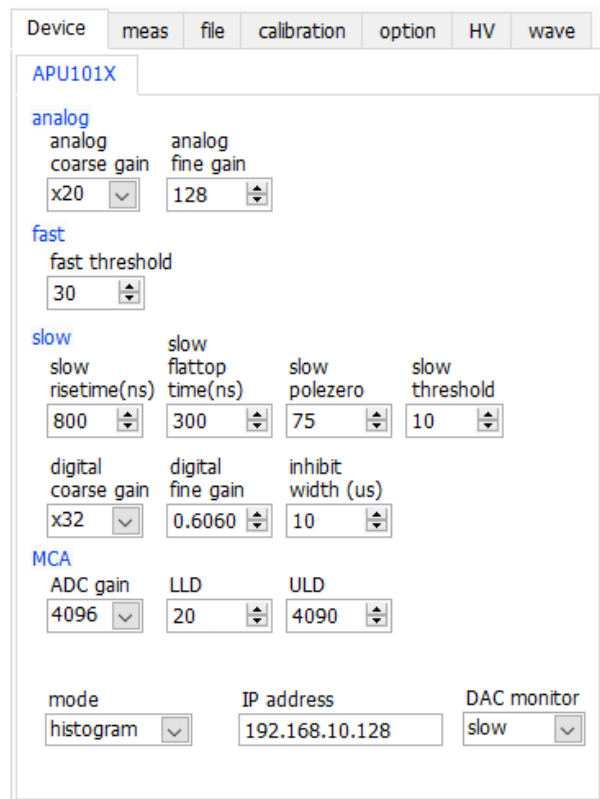 Device meas file calibration option HV wave
APU101X
analog
analog analog
coarse gain fine gain
x20 128
fast
fast threshold
30
slow
slow
slow flattop slow slow
risetime(ns) time(ns) polezero threshold
800 300 75 10
digital digital inhibit
coarse gain fine gain width (us)
x32 0.6060 10
MCA
ADC gain LLD ULD
4096 20 4090
mode IP address DAC monitor
histogram 192.168.10.128 slow